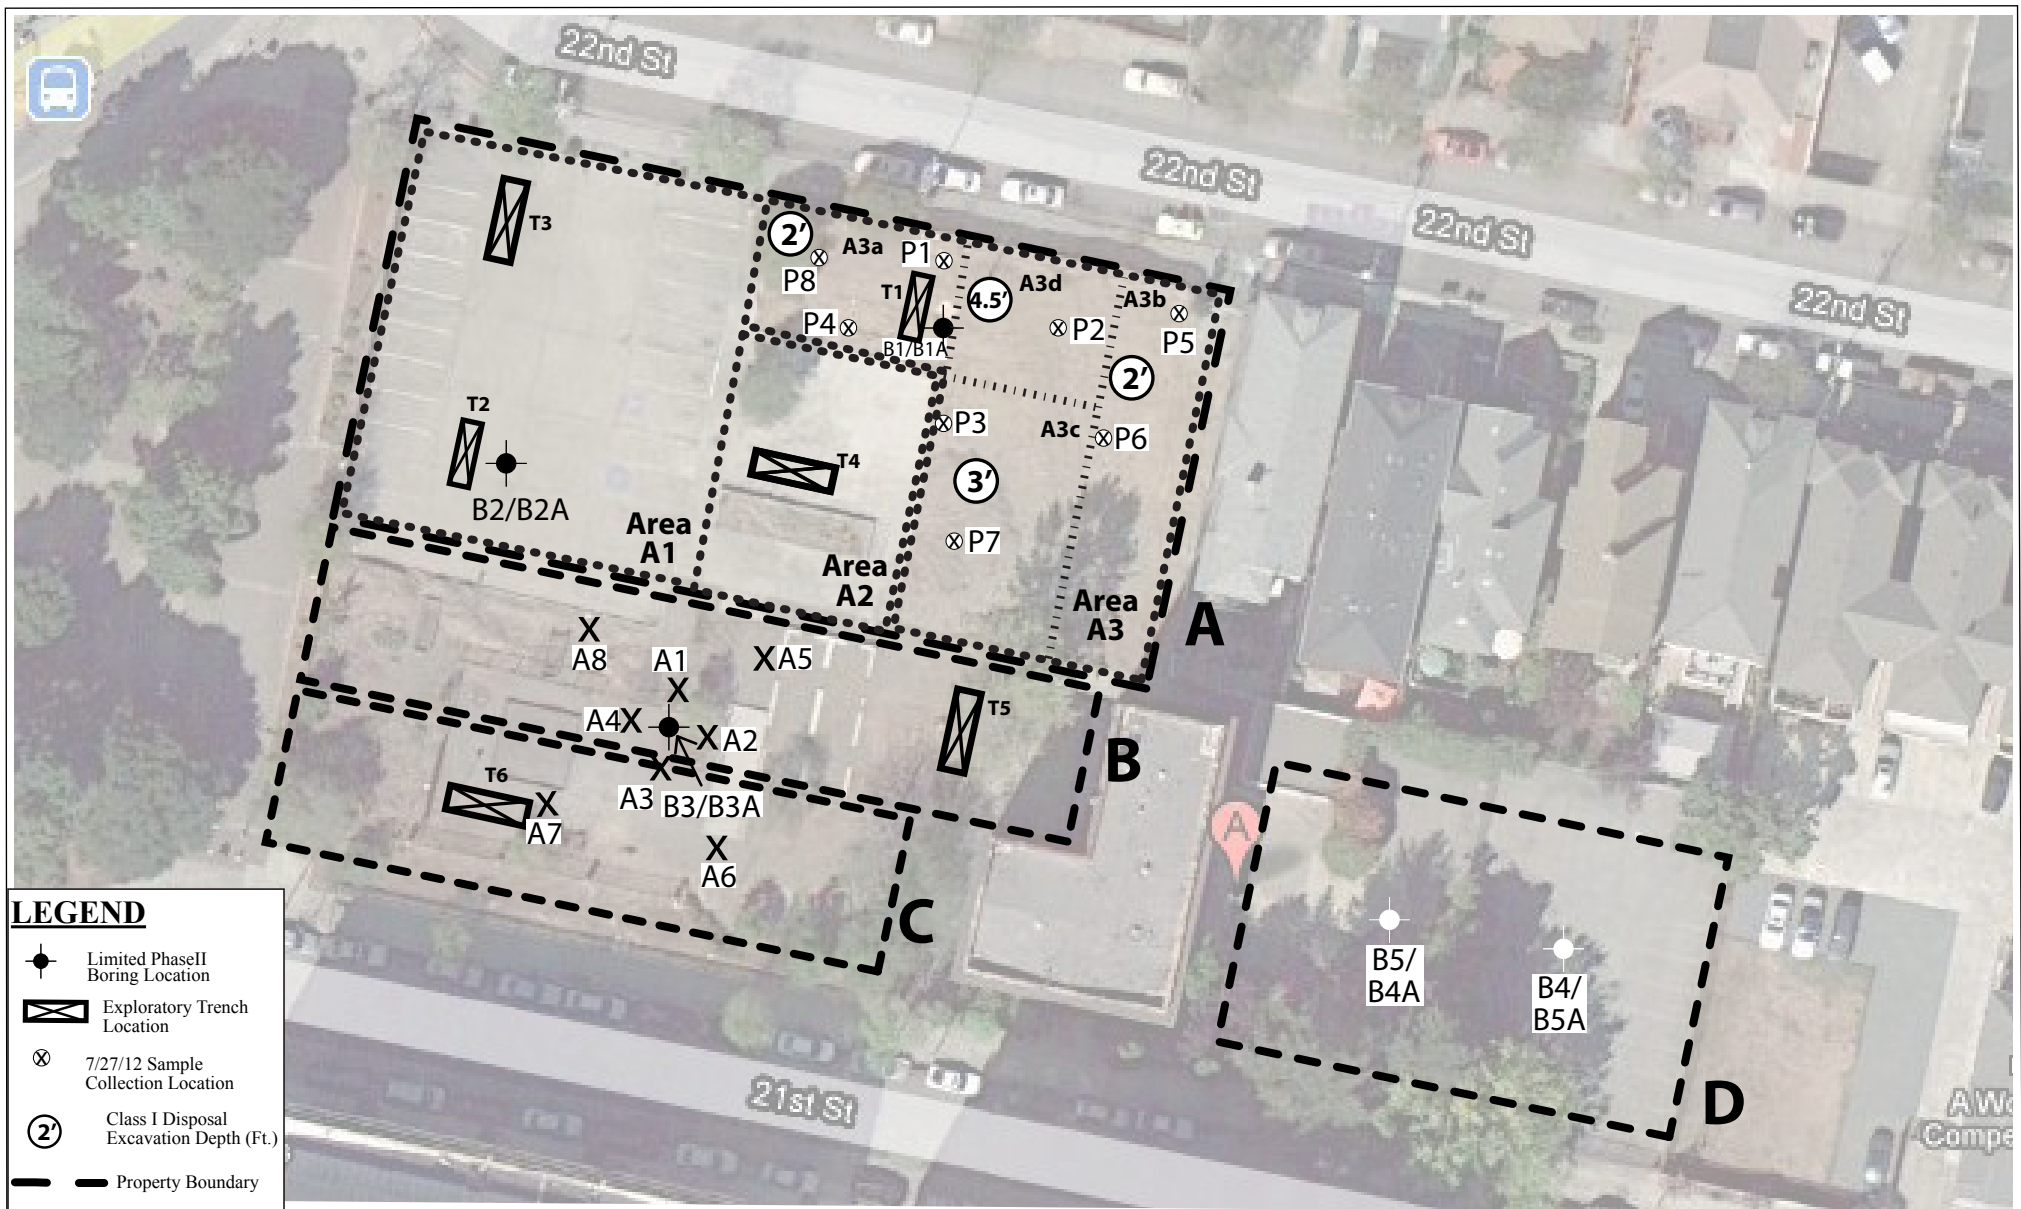 22nd St
22nd St
22nd St
22nd St
T3
2'
A3a
P1
P8
T1
4.5'
A3d
A3b
P4
P2
P5
B1/B1A
2'
T2
P3
A3c
P6
T4
3'
B2/B2A
Area
A1
P7
Area
A2
Area
A3
A
A8
A1
A5
A4
A2
T5
B
T6
A3
B3/B3A
A7
A
A6
C
B5/
B4A
B4/
B5A
D
21st St
A Wo
Compe
LEGEND
Limited PhaseII
Boring Location
Exploratory Trench
Location
7/27/12 Sample
Collection Location
2'
Class I Disposal
Excavation Depth (Ft.)
Property Boundary